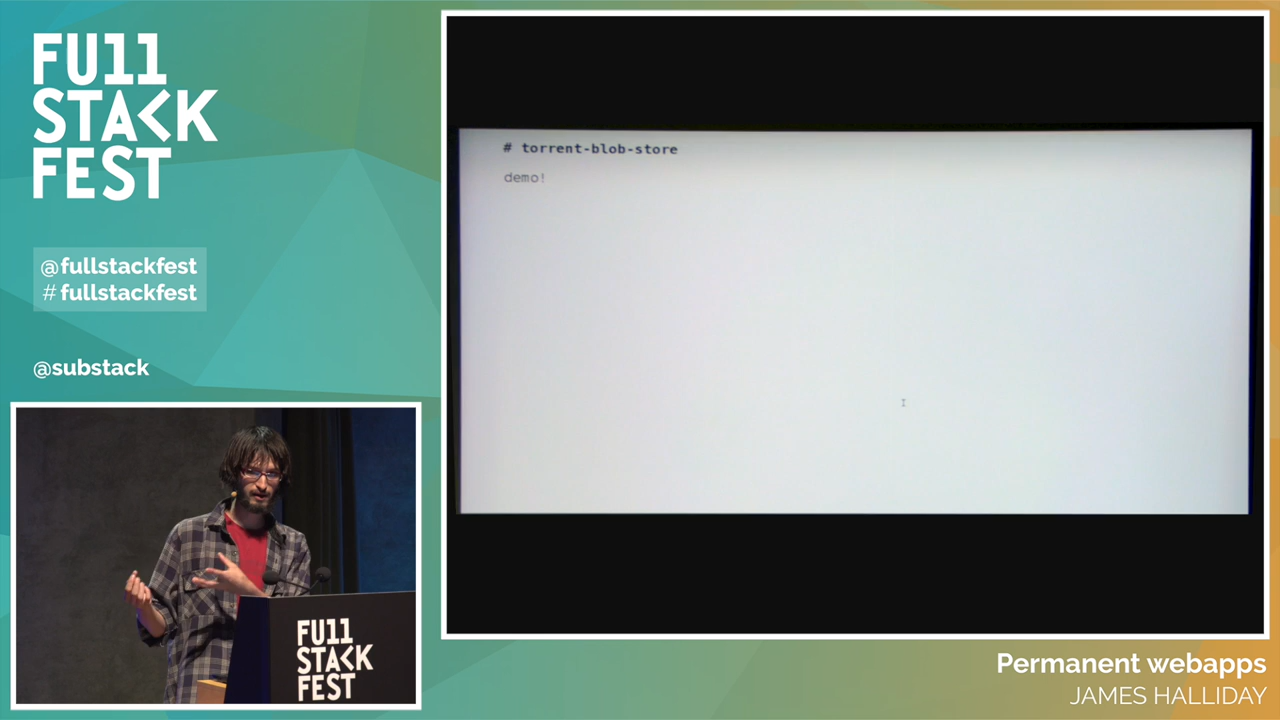 FU11
STACK
FEST
@fullstackfest
#fullstackfest
@substack
# torrent-blob-store
demo!
FU11
STACK
FEST
Permanent webapps
JAMES HALLIDAY